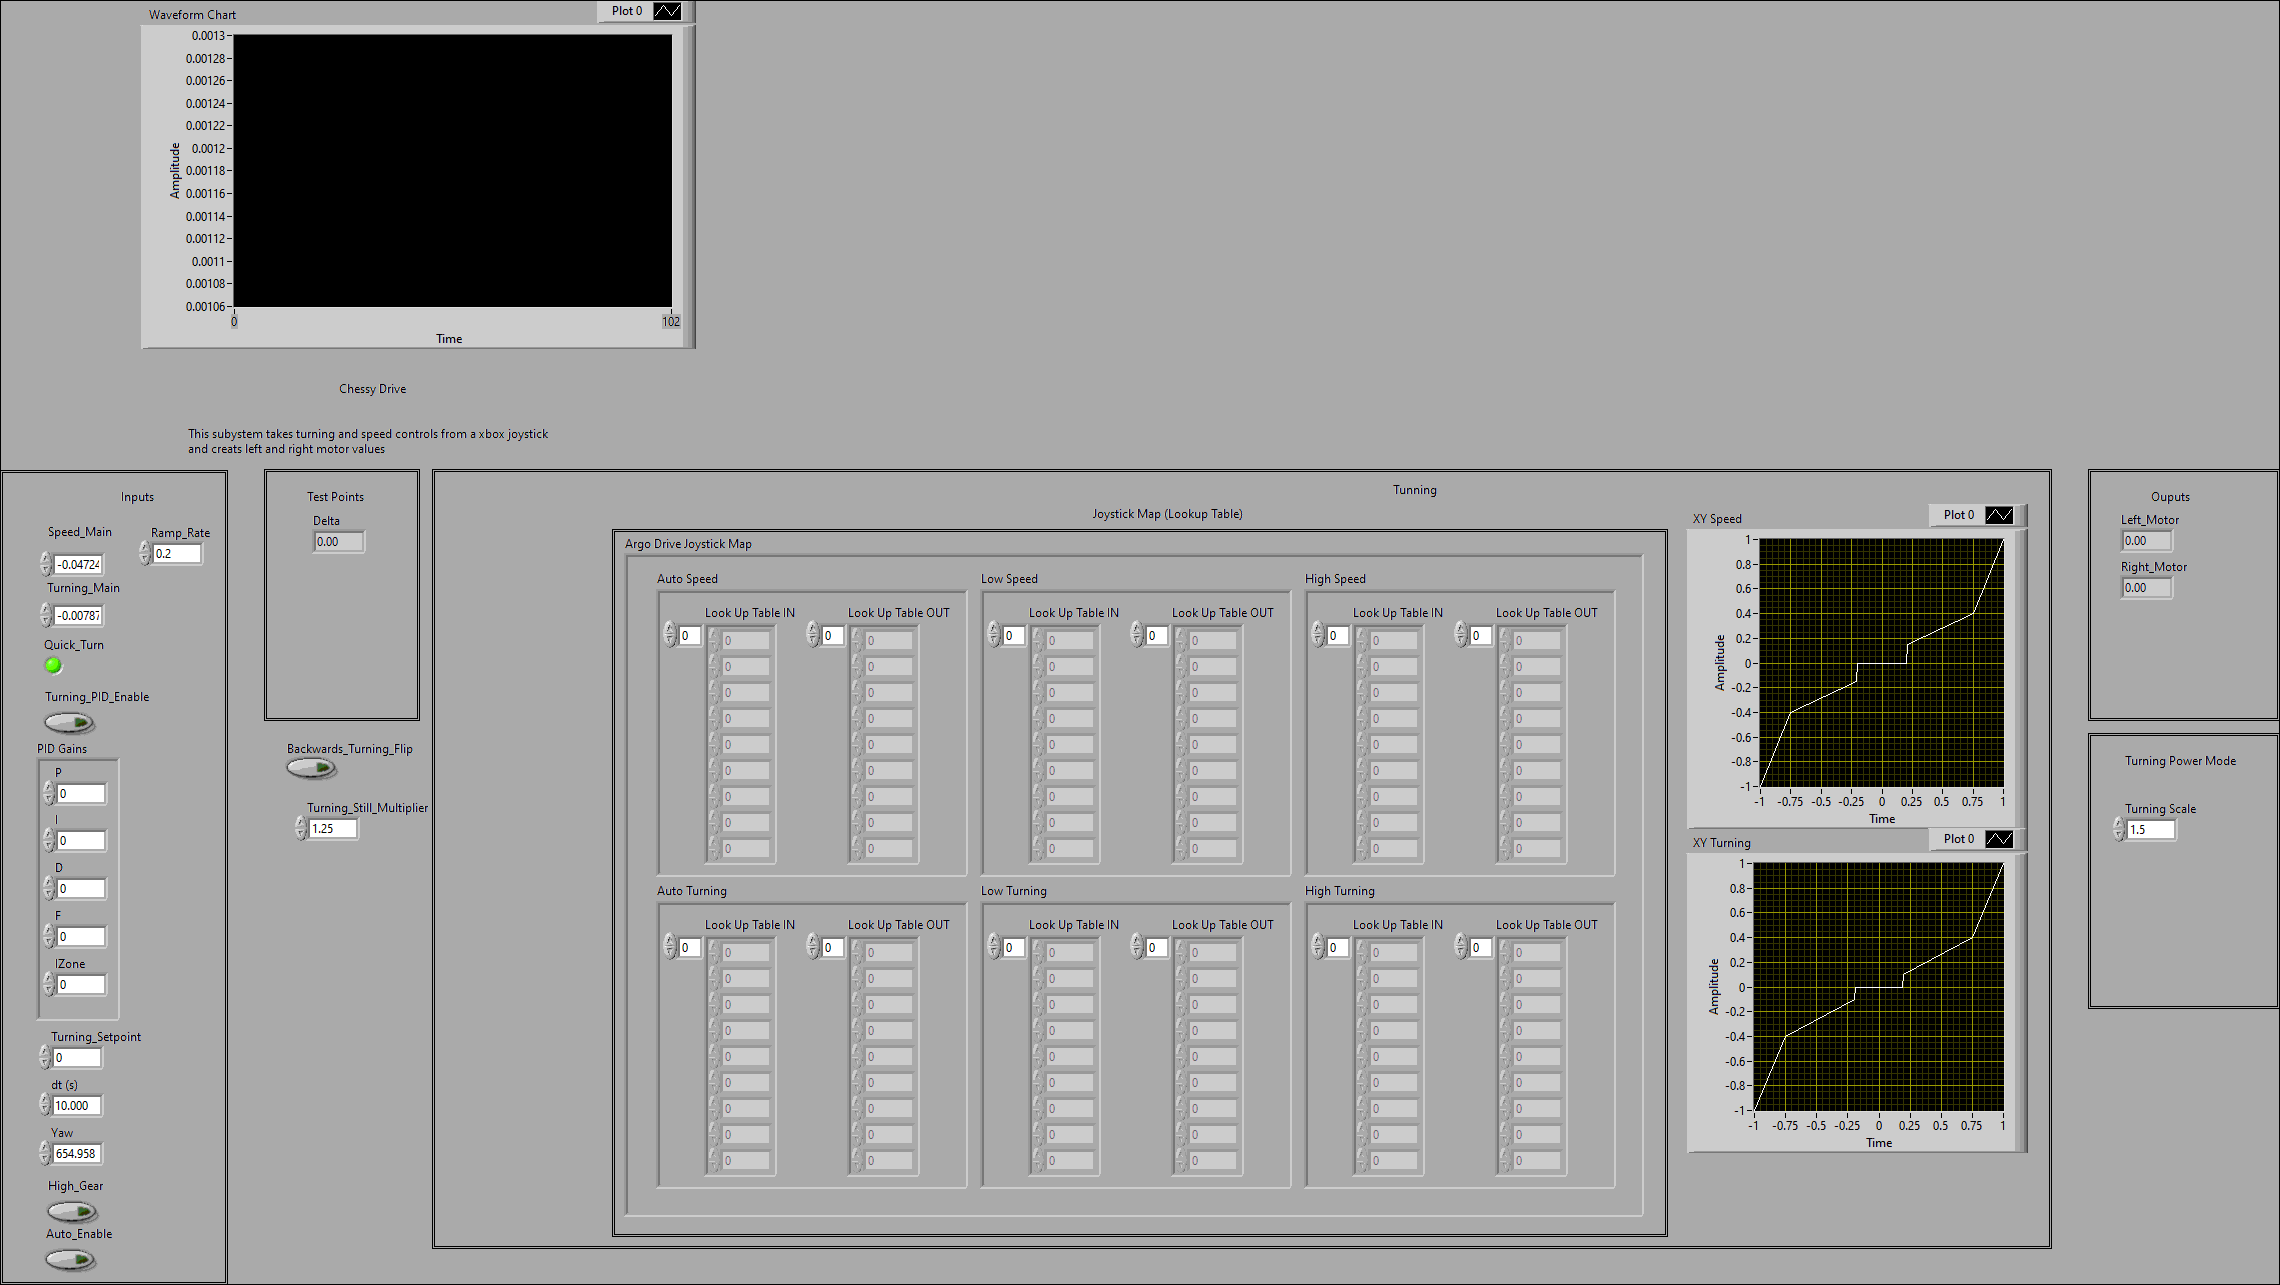 Waveform Chart
Plot 0
0.0013
0.00128
0.00126
0.00124
0.00122
0.0012
0.00118
0.00116
0.00114
0.00112
0.0011
0.00108
0.00106
Amplitude
0
102
Time
Chessy Drive
This subystem takes turning and speed controls from a xbox joystick
and creats left and right motor values
Inputs
Speed_Main
-0.04724
Ramp_Rate
0.2
Turning_Main
-0.00787
Quick_Turn
Turning_PID_Enable
PID Gains
P
0
I
0
D
0
F
0
IZone
0
Turning_Setpoint
0
dt (s)
10.000
Yaw
654.958
High_Gear
Auto_Enable
Test Points
Delta
0.00
Backwards_Turning_Flip
Turning_Still_Multiplier
1.25
Tunning
Joystick Map (Lookup Table)
Argo Drive Joystick Map
Auto Speed
Look Up Table IN
0
0
0
0
0
0
0
0
0
0
Look Up Table OUT
0
0
0
0
0
0
0
0
0
0
Low Speed
Look Up Table IN
0
0
0
0
0
0
0
0
0
0
Look Up Table OUT
0
0
0
0
0
0
0
0
0
0
High Speed
Look Up Table IN
0
0
0
0
0
0
0
0
0
0
Look Up Table OUT
0
0
0
0
0
0
0
0
0
0
Auto Turning
Look Up Table IN
0
0
0
0
0
0
0
0
0
0
Look Up Table OUT
0
0
0
0
0
0
0
0
0
0
Low Turning
Look Up Table IN
0
0
0
0
0
0
0
0
0
0
Look Up Table OUT
0
0
0
0
0
0
0
0
0
0
High Turning
Look Up Table IN
0
0
0
0
0
0
0
0
0
0
Look Up Table OUT
0
0
0
0
0
0
0
0
0
0
XY Speed
Plot 0
1
0.8
0.6
0.4
0.2
0
-0.2
-0.4
-0.6
-0.8
-1
Amplitude
-1 -0.75 -0.5 -0.25 0 0.25 0.5 0.75 1
Time
XY Turning
Plot 0
1
0.8
0.6
0.4
0.2
0
-0.2
-0.4
-0.6
-0.8
-1
Amplitude
-1 -0.75 -0.5 -0.25 0 0.25 0.5 0.75 1
Time
Ouputs
Left_Motor
0.00
Right_Motor
0.00
Turning Power Mode
Turning Scale
1.5